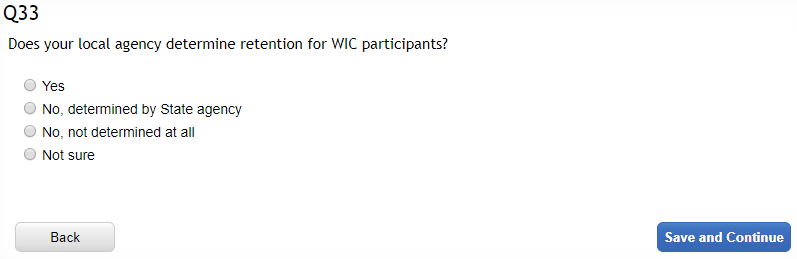 Q33
Does your local agency determine retention for WIC participants?
Yes
No, determined by State agency
No, not determined at all
Not sure
Back
Save and Continue